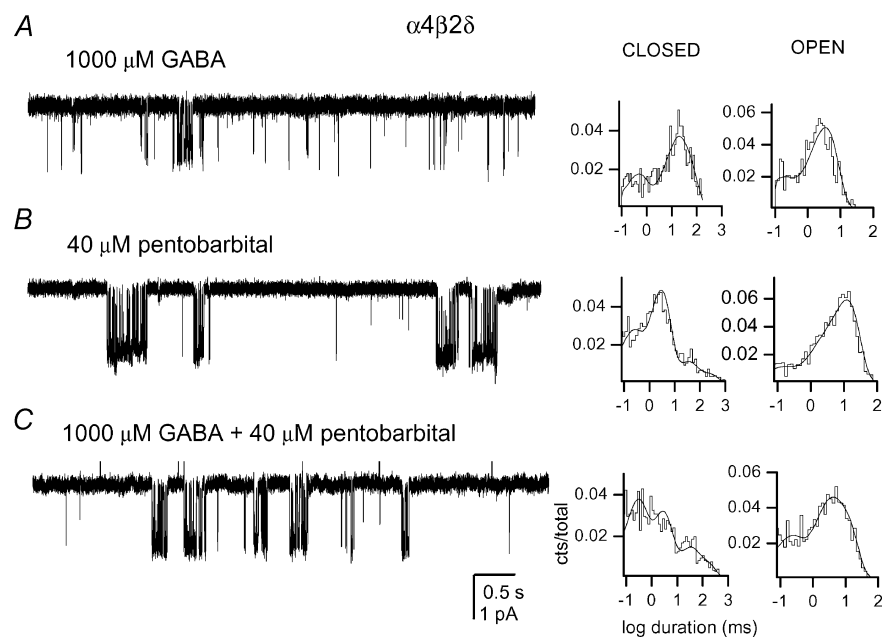 A
α4β2δ
1000 μM GABA
CLOSED
OPEN
0.04
0.02
-1 0 1 2 3
0.06
0.04
0.02
-1 0 1 2
B
40 μM pentobarbital
0.04
0.02
-1 0 1 2 3
0.06
0.04
0.02
-1 0 1 2
C
1000 μM GABA + 40 μM pentobarbital
0.5 s
1 pA
cts/total
0.04
0.02
-1 0 1 2 3
0.06
0.04
0.02
-1 0 1 2
log duration (ms)